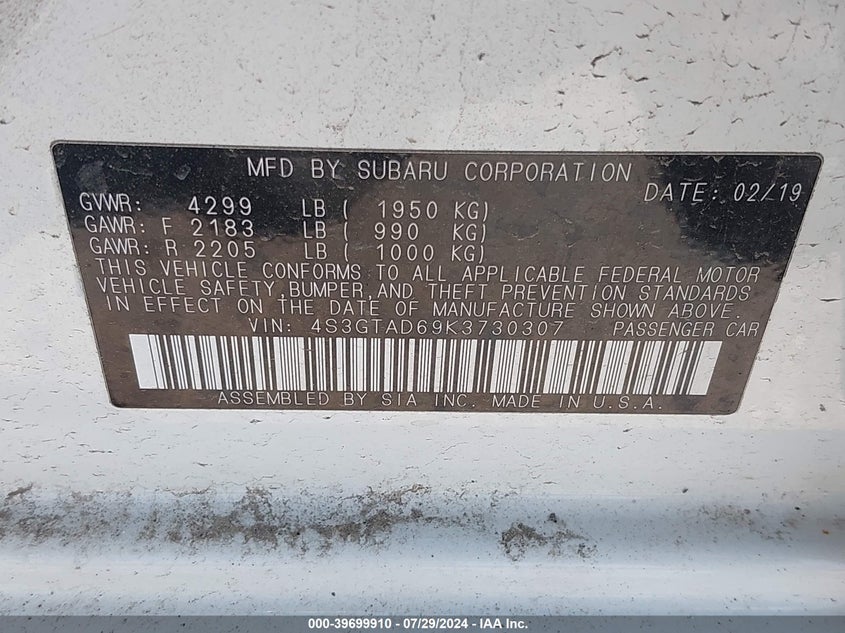 MFD BY SUBARU CORPORATION
DATE: 02/19
GVWR: 4299 LB ( 1950 KG)
GAWR: F 2183 LB ( 990 KG)
GAWR: R 2205 LB ( 1000 KG)
THIS VEHICLE CONFORMS TO ALL APPLICABLE FEDERAL MOTOR
VEHICLE SAFETY, BUMPER, AND THEFT PREVENTION STANDARDS
IN EFFECT ON THE DATE OF MANUFACTURE SHOWN ABOVE.
VIN: 4S3GTAD69K3730307 PASSENGER CAR
ASSEMBLED BY SIA INC. MADE IN U.S.A.
000-39699910 - 07/29/2024 - IAA Inc.